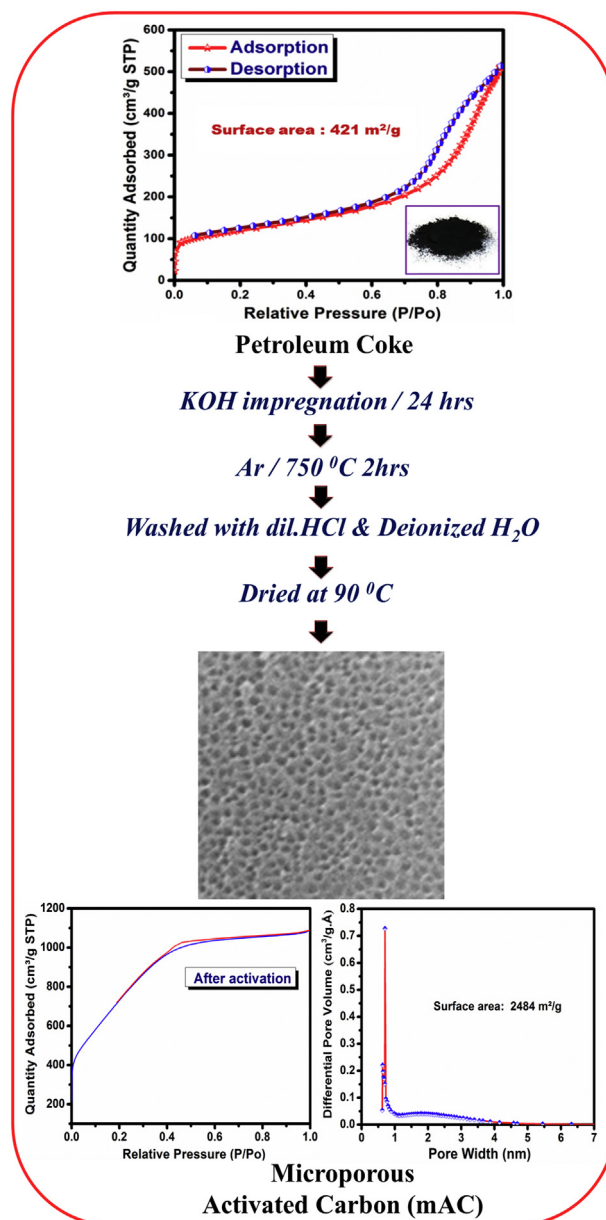 600
500
400
300
200
100
0
Quantity Adsorbed (cm³/g STP)
Adsorption
Desorption
Surface area : 421 m²/g
0.0 0.2 0.4 0.6 0.8 1.0
Relative Pressure (P/Po)
Petroleum Coke
KOH impregnation / 24 hrs
Ar / 750 ⁰C 2hrs
Washed with dil.HCl & Deionized H₂O
Dried at 90 ⁰C
1200
1000
800
600
400
200
Quantity Adsorbed (cm³/g STP)
After activation
0.0 0.2 0.4 0.6 0.8 1.0
Relative Pressure (P/Po)
0.8
0.7
0.6
0.5
0.4
0.3
0.2
0.1
0.0
Differential Pore Volume (cm³/g.Å)
Surface area: 2484 m²/g
0 1 2 3 4 5 6 7
Pore Width (nm)
Microporous
Activated Carbon (mAC)